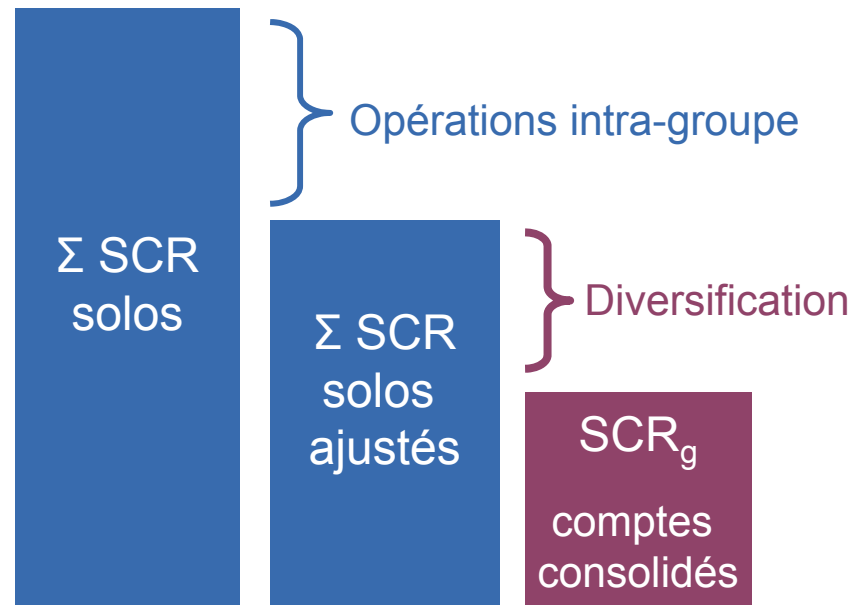 Opérations intra-groupe
Σ SCR
solos
Diversification
Σ SCR
solos
ajustés
SCRg
comptes
consolidés